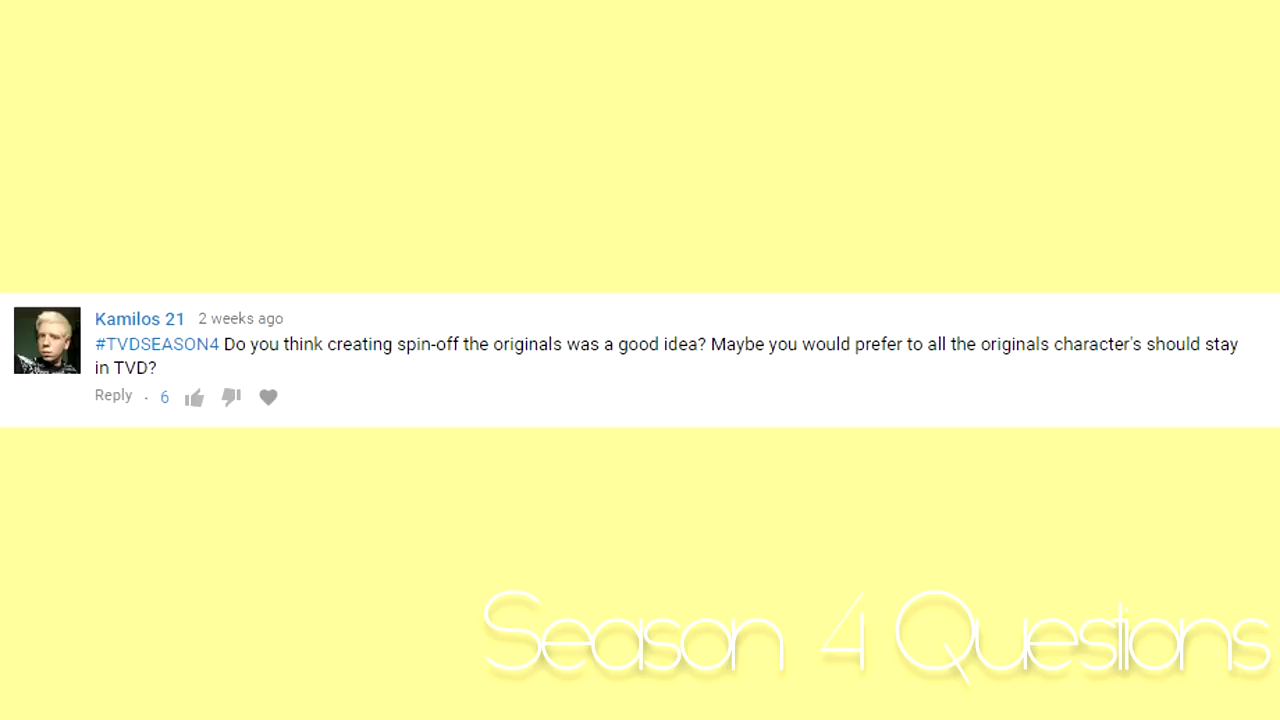 Kamilos 21 2 weeks ago
#TVDSEASON4 Do you think creating spin-off the originals was a good idea? Maybe you would prefer to all the originals character's should stay
in TVD?
Reply · 6
Season 4 Questions